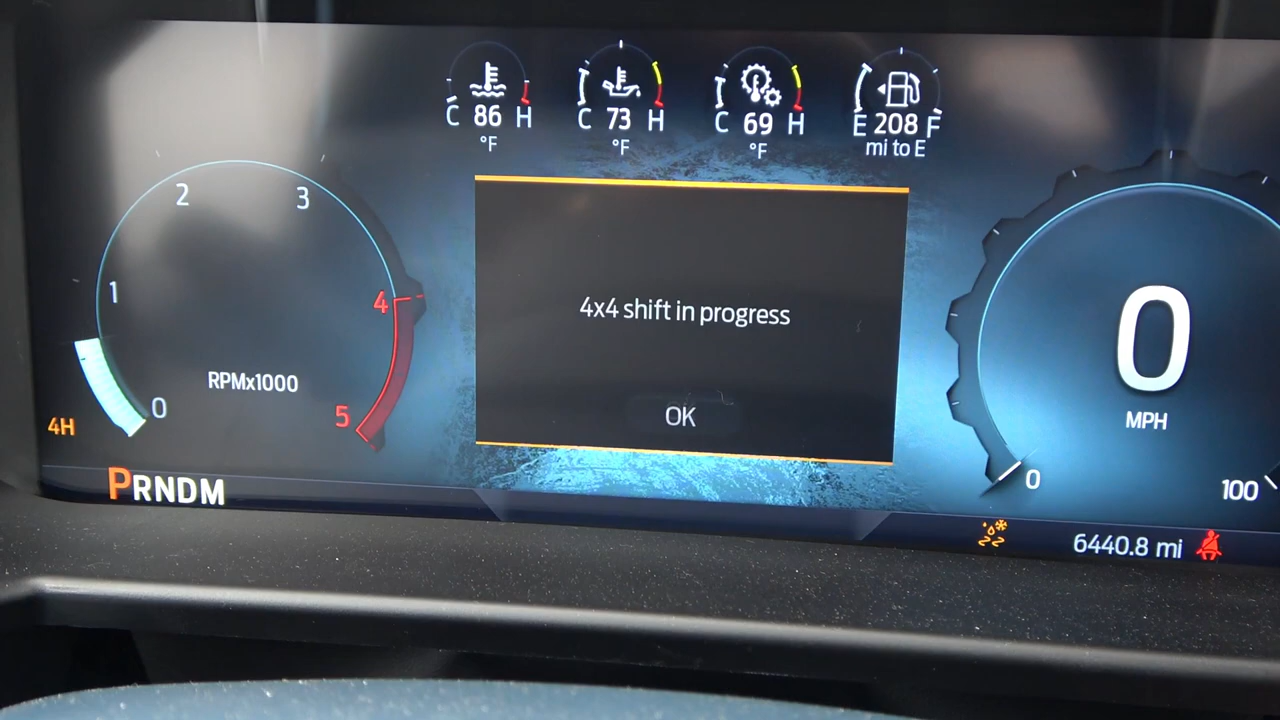 C 86 H
°F
C 73 H
°F
C 69 H
°F
E 208 F
mi to E
0
1
2
3
4
5
RPMx1000
4H
PRNDM
4x4 shift in progress
OK
0
MPH
0
100
6440.8 mi